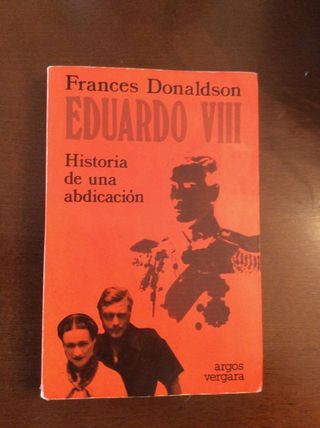 Frances Donaldson
EDUARDO VIII
Historia
de una
abdicación
argos
vergara